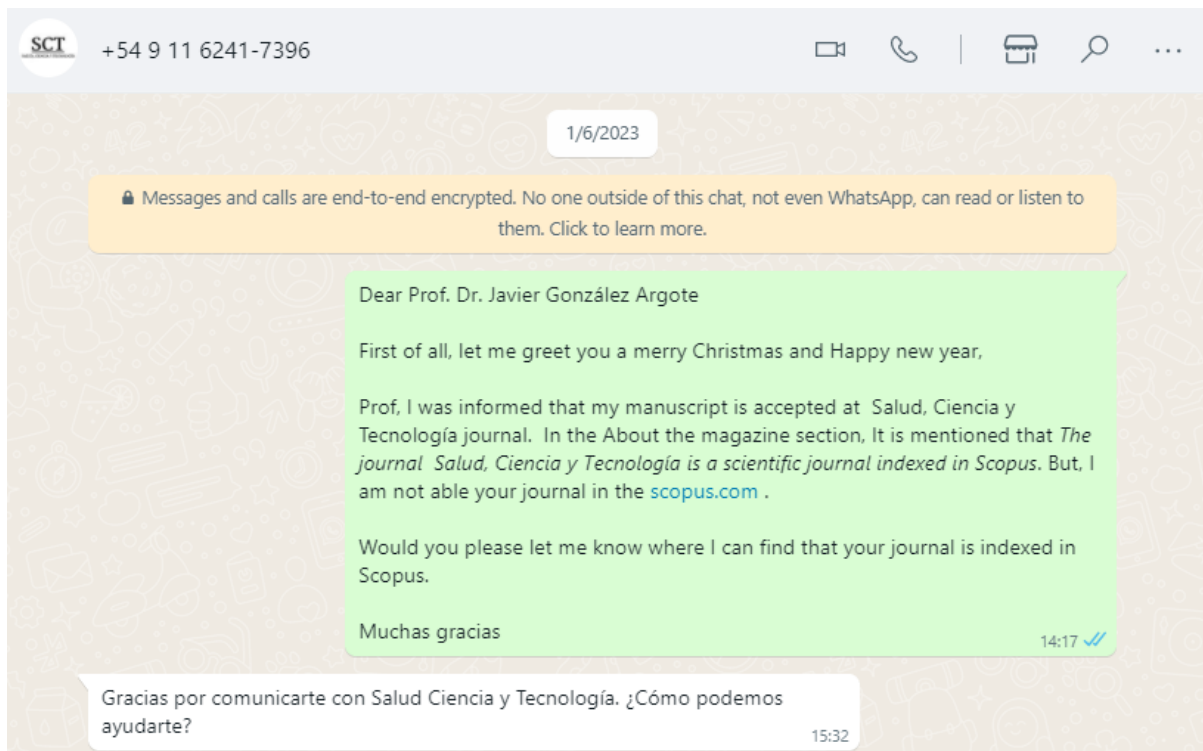 SCT
+54 9 11 6241-7396
1/6/2023
Messages and calls are end-to-end encrypted. No one outside of this chat, not even WhatsApp, can read or listen to
them. Click to learn more.
Dear Prof. Dr. Javier González Argote
First of all, let me greet you a merry Christmas and Happy new year,
Prof, I was informed that my manuscript is accepted at  Salud, Ciencia y
Tecnología journal.  In the About the magazine section, It is mentioned that The
journal  Salud, Ciencia y Tecnología is a scientific journal indexed in Scopus. But, I
am not able your journal in the scopus.com .
Would you please let me know where I can find that your journal is indexed in
Scopus.
Muchas gracias
14:17
Gracias por comunicarte con Salud Ciencia y Tecnología. ¿Cómo podemos
ayudarte?
15:32